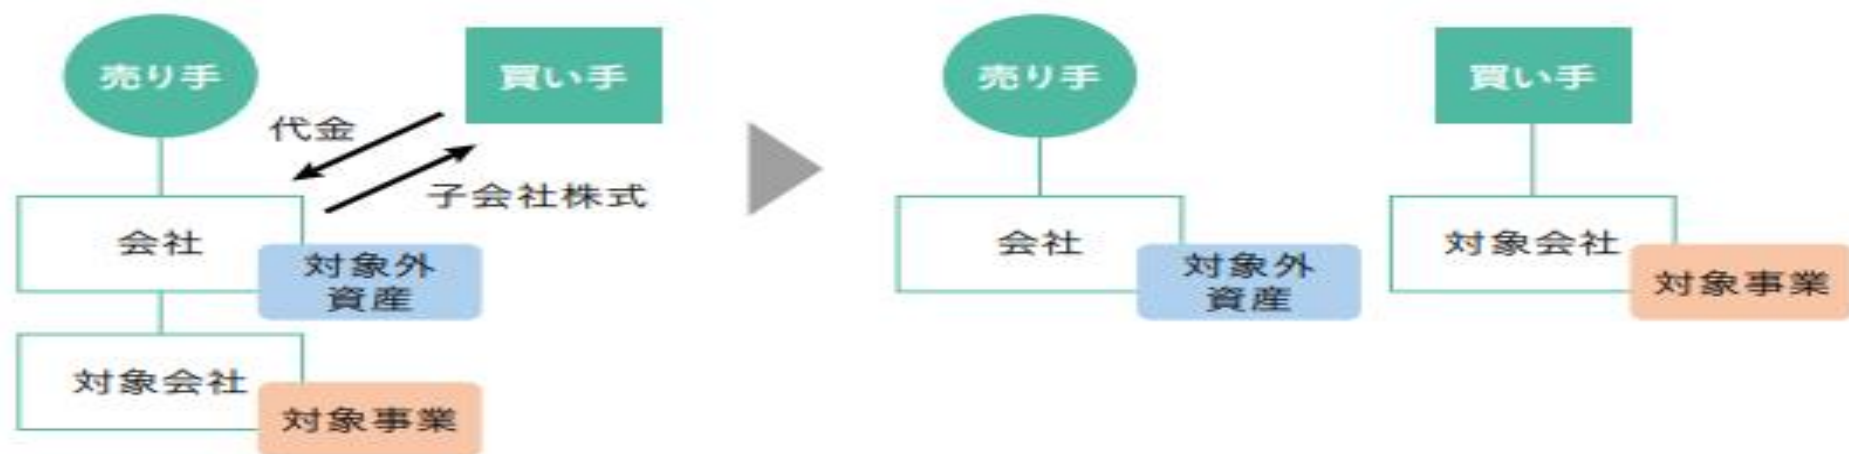 売り手
買い手
代金
子会社株式
会社
対象外
資産
対象会社
対象事業
売り手
買い手
会社
対象外
資産
対象会社
対象事業